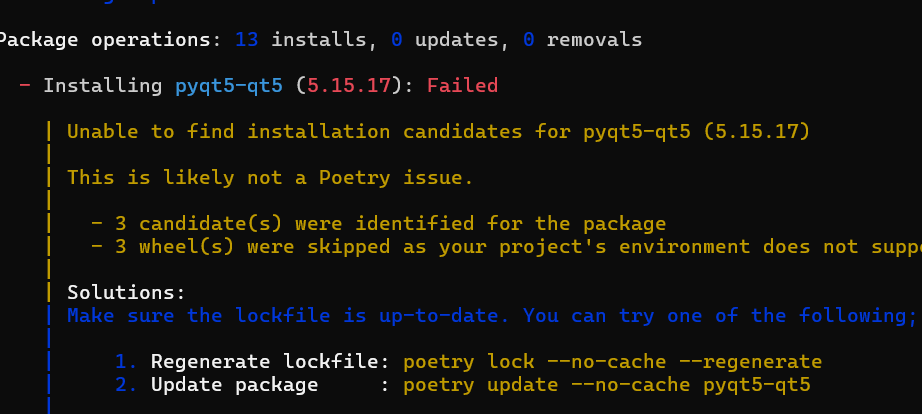 Package operations: 13 installs, 0 updates, 0 removals
- Installing pyqt5-qt5 (5.15.17): Failed
| Unable to find installation candidates for pyqt5-qt5 (5.15.17)
|
| This is likely not a Poetry issue.
|
| - 3 candidate(s) were identified for the package
| - 3 wheel(s) were skipped as your project's environment does not
|
| Solutions:
| Make sure the lockfile is up-to-date. You can try one of the following;
|
| 1. Regenerate lockfile: poetry lock --no-cache --regenerate
| 2. Update package : poetry update --no-cache pyqt5-qt5
|